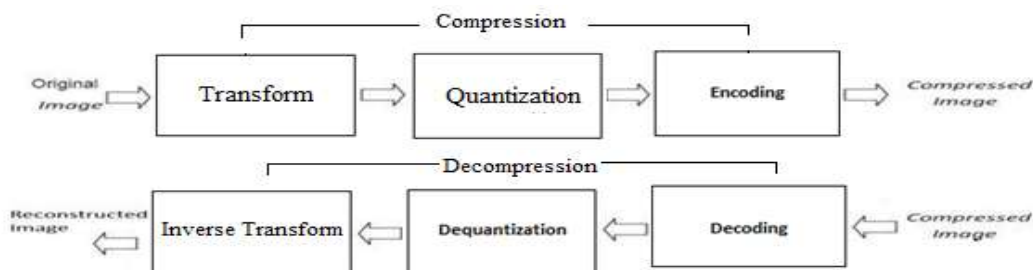 Compression
Original
Image
Transform
Quantization
Encoding
Compressed
Image
Decompression
Reconstructed
Image
Inverse Transform
Dequantization
Decoding
Compressed
Image